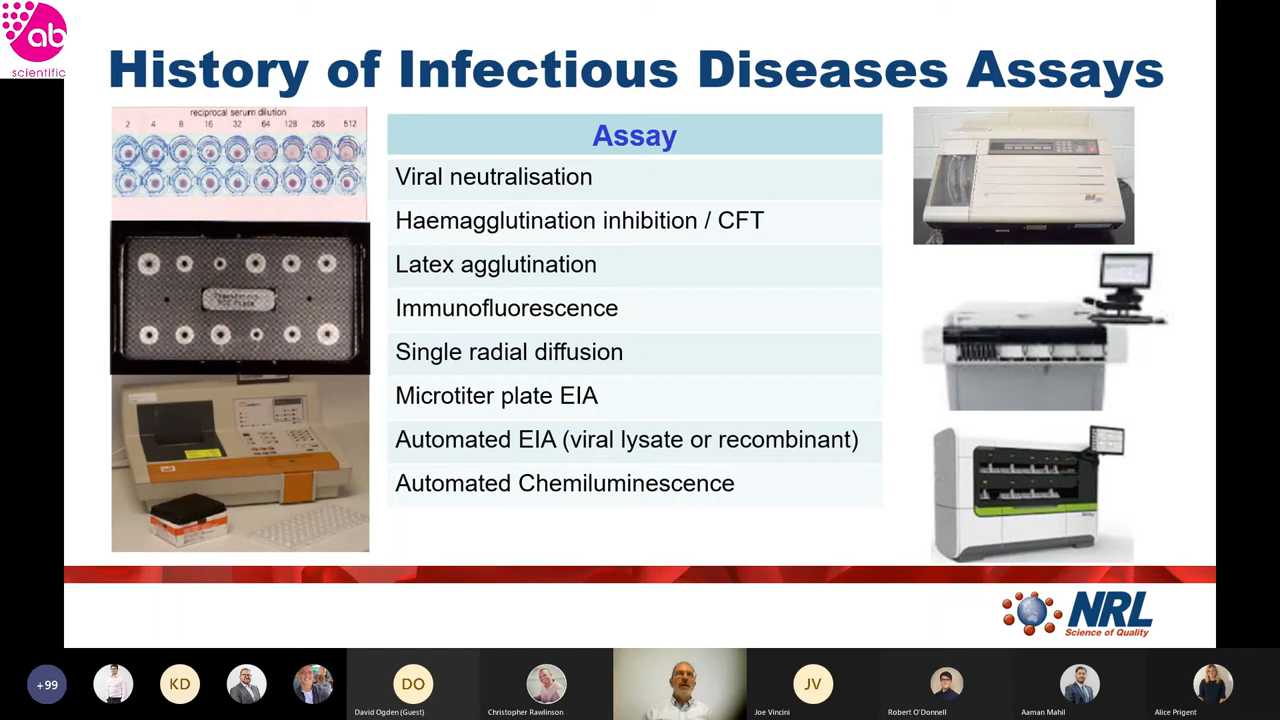 ab
scientific
History of Infectious Diseases Assays
reciprocal serum dilution
2 4 8 16 32 64 128 256 512
Assay
Viral neutralisation
Haemagglutination inhibition / CFT
Latex agglutination
Immunofluorescence
Single radial diffusion
Microtiter plate EIA
Automated EIA (viral lysate or recombinant)
Automated Chemiluminescence
NRL
Science of Quality
+99
KD
DO
JV
David Ogden (Guest)
Christopher Rawlinson
Joe Vincini
Robert O'Donnell
Aaman Mahil
Alice Prigent